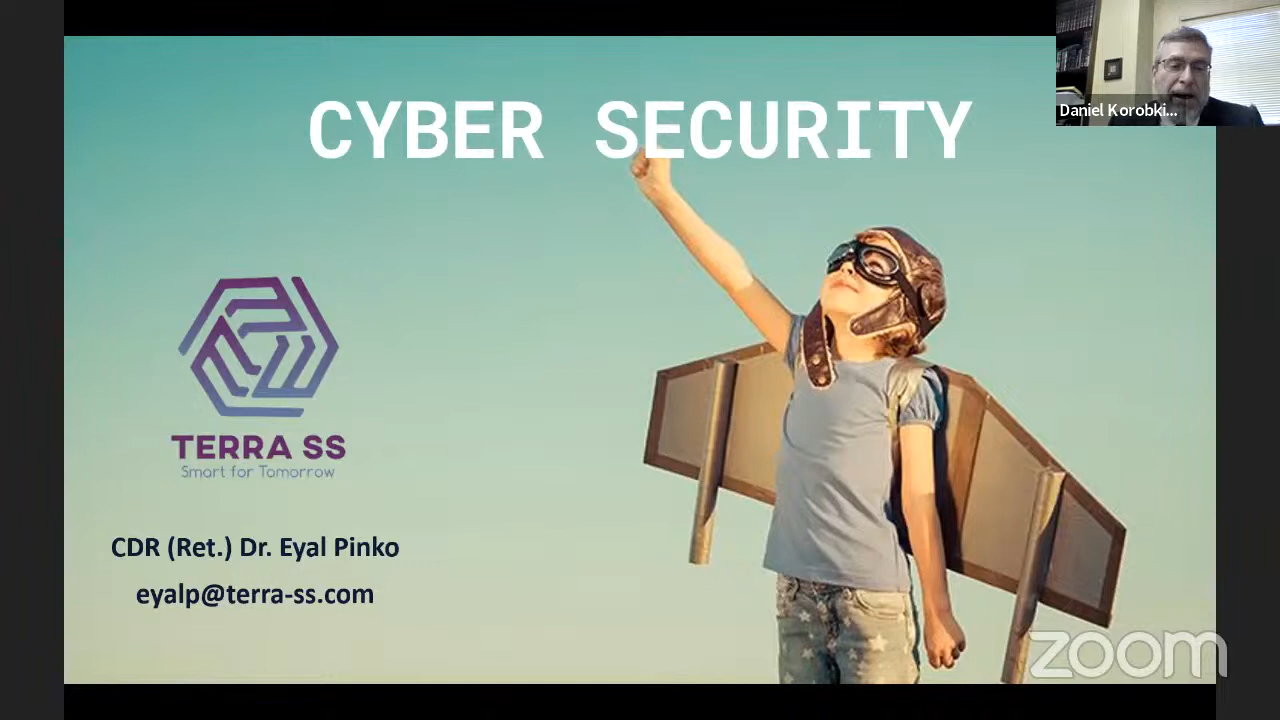 CYBER SECURITY
Daniel Korobki...
TERRA SS
Smart for Tomorrow
CDR (Ret.) Dr. Eyal Pinko
eyalp@terra-ss.com
zoom